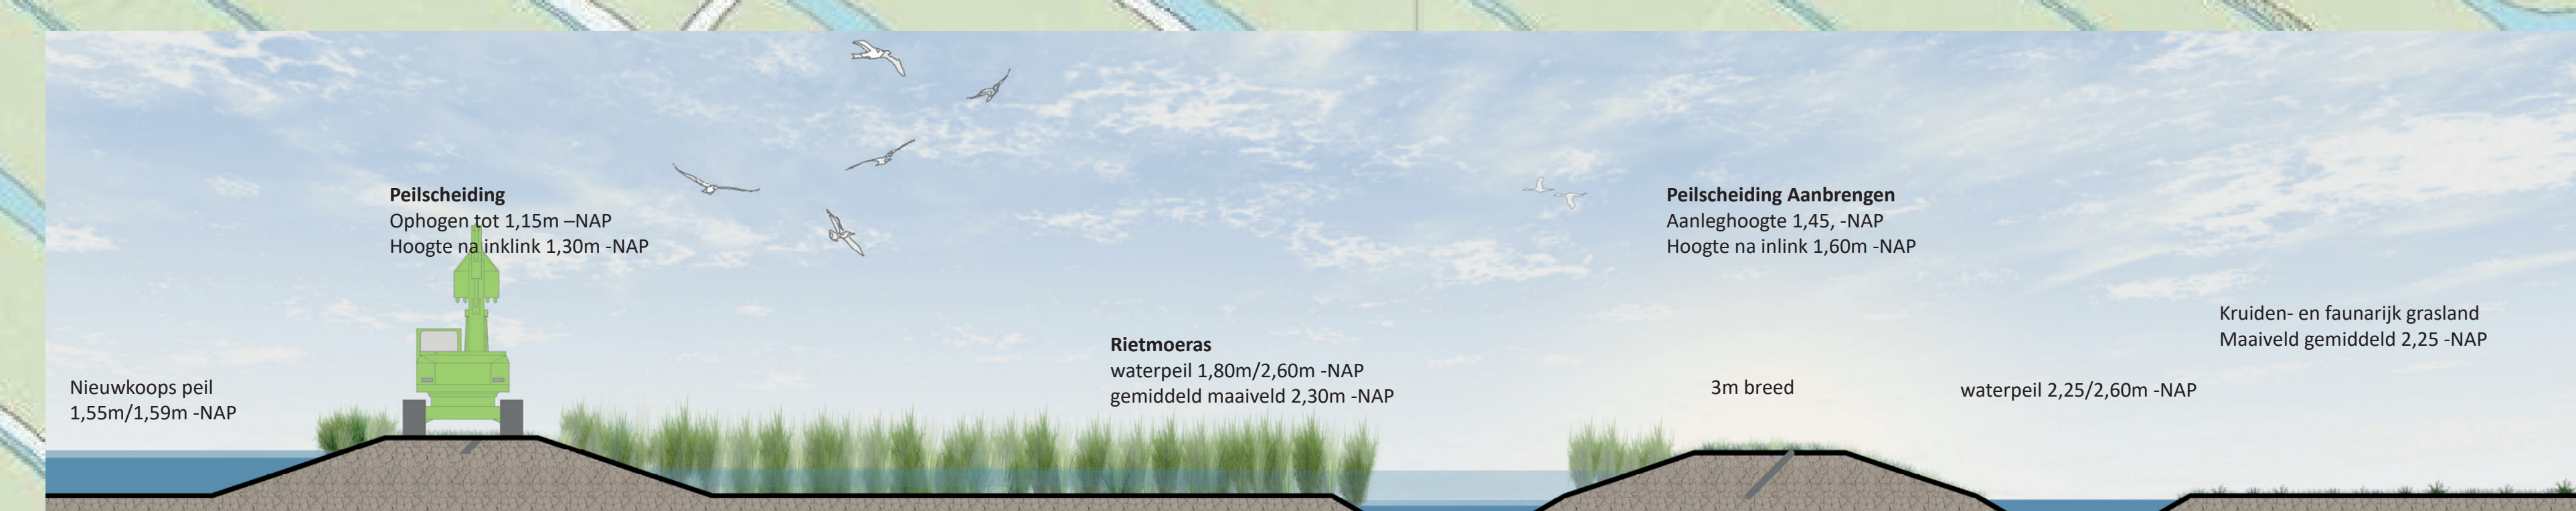 Peilscheiding
Ophogen tot 1,15m –NAP
Hoogte na inklink 1,30m -NAP
Peilscheiding Aanbrengen
Aanleghoogte 1,45, -NAP
Hoogte na inlink 1,60m -NAP
Kruiden- en faunarijk grasland
Maaiveld gemiddeld 2,25 -NAP
Rietmoeras
waterpeil 1,80m/2,60m -NAP
gemiddeld maaiveld 2,30m -NAP
Nieuwkoops peil
1,55m/1,59m -NAP
3m breed
waterpeil 2,25/2,60m -NAP